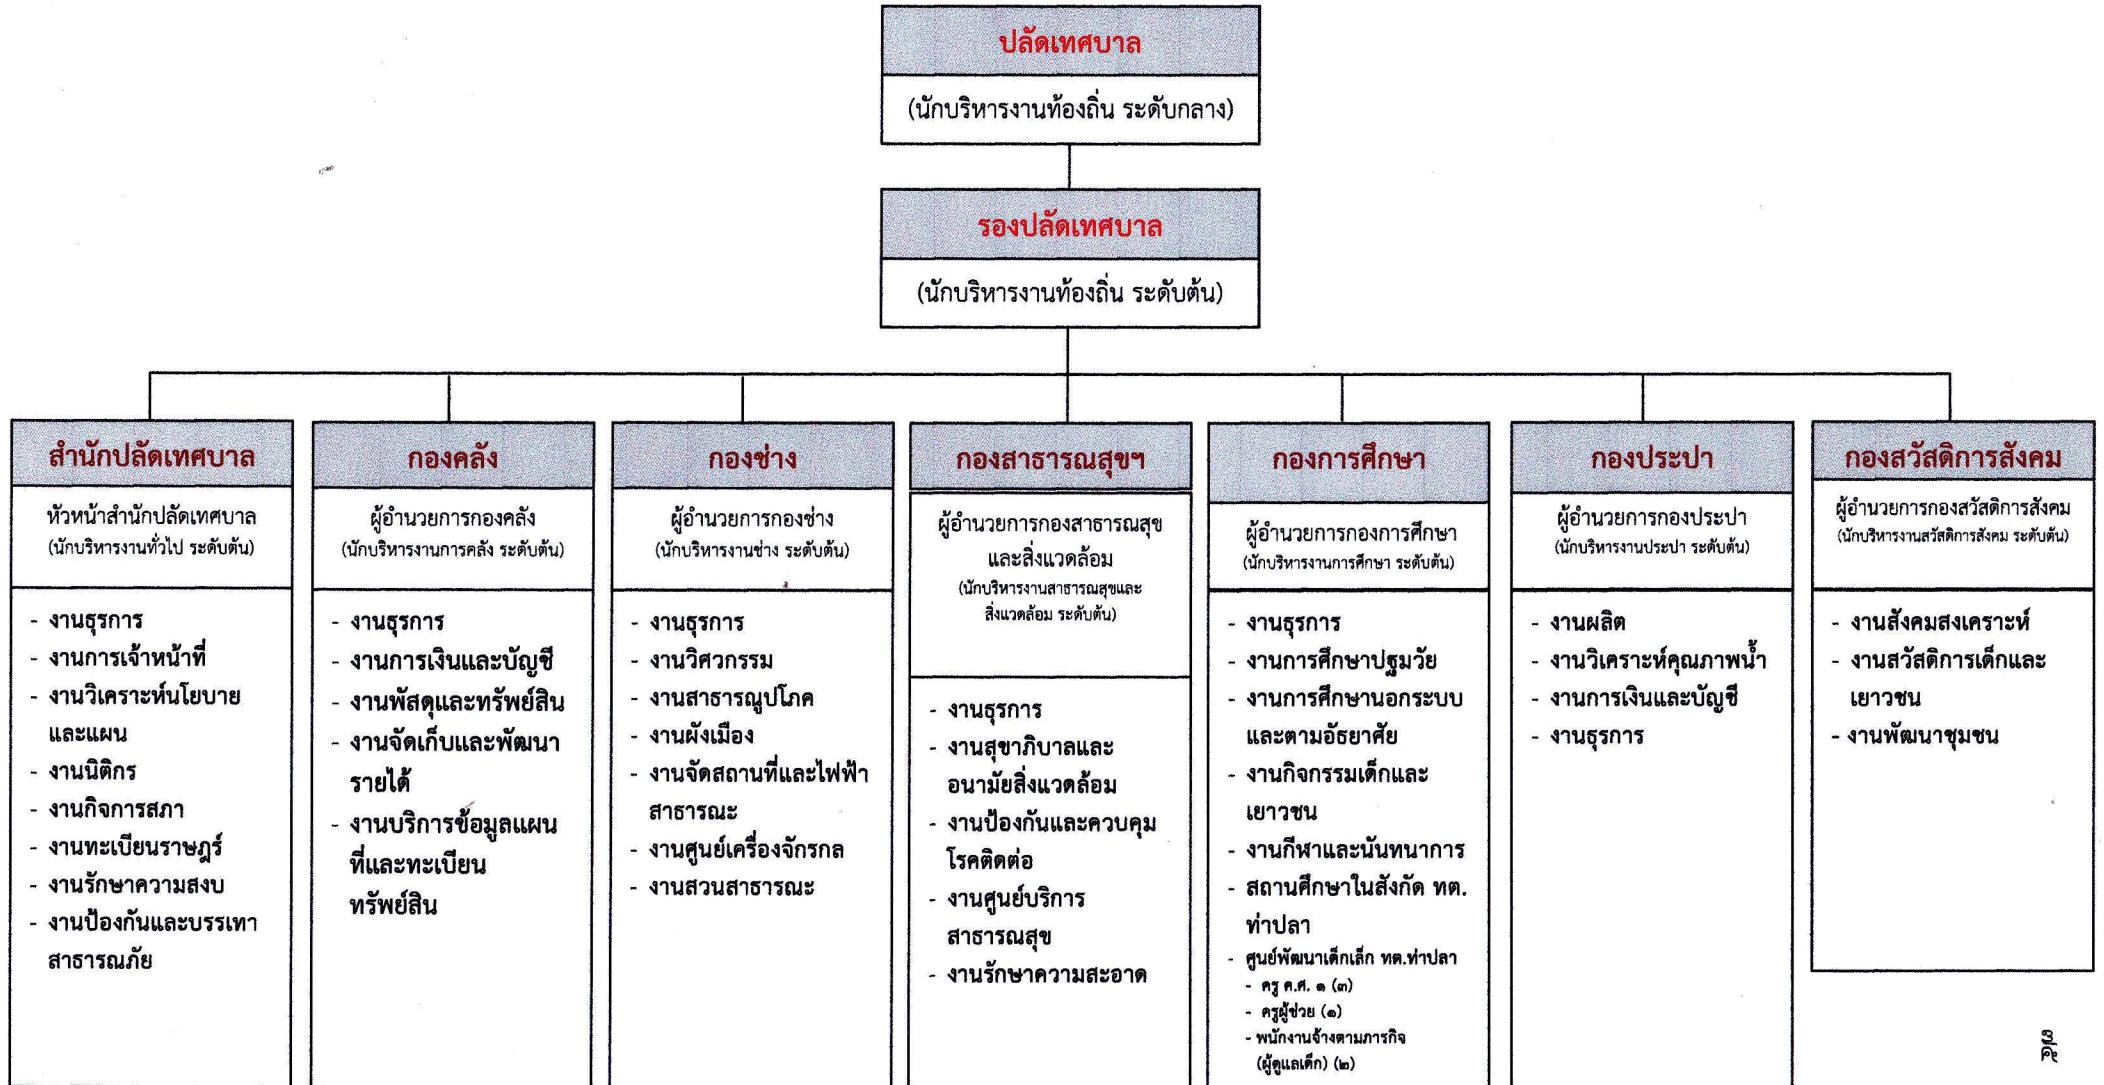 ปลัดเทศบาล
(นักบริหารงานท้องถิ่น ระดับกลาง)
รองปลัดเทศบาล
(นักบริหารงานท้องถิ่น ระดับต้น)
สำนักปลัดเทศบาล
หัวหน้าสำนักปลัดเทศบาล
(นักบริหารงานทั่วไป ระดับต้น)
- งานธุรการ
- งานการเจ้าหน้าที่
- งานวิเคราะห์นโยบาย
และแผน
- งานนิติกร
- งานกิจการสภา
- งานทะเบียนราษฎร์
- งานรักษาความสงบ
- งานป้องกันและบรรเทา
สาธารณภัย
กองคลัง
ผู้อำนวยการกองคลัง
(นักบริหารงานการคลัง ระดับต้น)
- งานธุรการ
- งานการเงินและบัญชี
- งานพัสดุและทรัพย์สิน
- งานจัดเก็บและพัฒนา
รายได้
- งานบริการข้อมูลแผน
ที่และทะเบียน
ทรัพย์สิน
กองช่าง
ผู้อำนวยการกองช่าง
(นักบริหารงานช่าง ระดับต้น)
- งานธุรการ
- งานวิศวกรรม
- งานสาธารณูปโภค
- งานผังเมือง
- งานจัดสถานที่และไฟฟ้า
สาธารณะ
- งานศูนย์เครื่องจักรกล
- งานสวนสาธารณะ
กองสาธารณสุขฯ
ผู้อำนวยการกองสาธารณสุข
และสิ่งแวดล้อม
(นักบริหารงานสาธารณสุขและ
สิ่งแวดล้อม ระดับต้น)
- งานธุรการ
- งานสุขาภิบาลและ
อนามัยสิ่งแวดล้อม
- งานป้องกันและควบคุม
โรคติดต่อ
- งานศูนย์บริการ
สาธารณสุข
- งานรักษาความสะอาด
กองการศึกษา
ผู้อำนวยการกองการศึกษา
(นักบริหารงานการศึกษา ระดับต้น)
- งานธุรการ
- งานการศึกษาปฐมวัย
- งานการศึกษานอกระบบ
และตามอัธยาศัย
- งานกิจกรรมเด็กและ
เยาวชน
- งานกีฬาและนันทนาการ
- สถานศึกษาในสังกัด ทต.
ท่าปลา
- ศูนย์พัฒนาเด็กเล็ก ทต.ท่าปลา
- ครู ค.ศ. ๑ (๓)
- ครูผู้ช่วย (๑)
- พนักงานจ้างตามภารกิจ
(ผู้ดูแลเด็ก) (๒)
กองประปา
ผู้อำนวยการกองประปา
(นักบริหารงานประปา ระดับต้น)
- งานผลิต
- งานวิเคราะห์คุณภาพน้ำ
- งานการเงินและบัญชี
- งานธุรการ
กองสวัสดิการสังคม
ผู้อำนวยการกองสวัสดิการสังคม
(นักบริหารงานสวัสดิการสังคม ระดับต้น)
- งานสังคมสงเคราะห์
- งานสวัสดิการเด็กและ
เยาวชน
- งานพัฒนาชุมชน